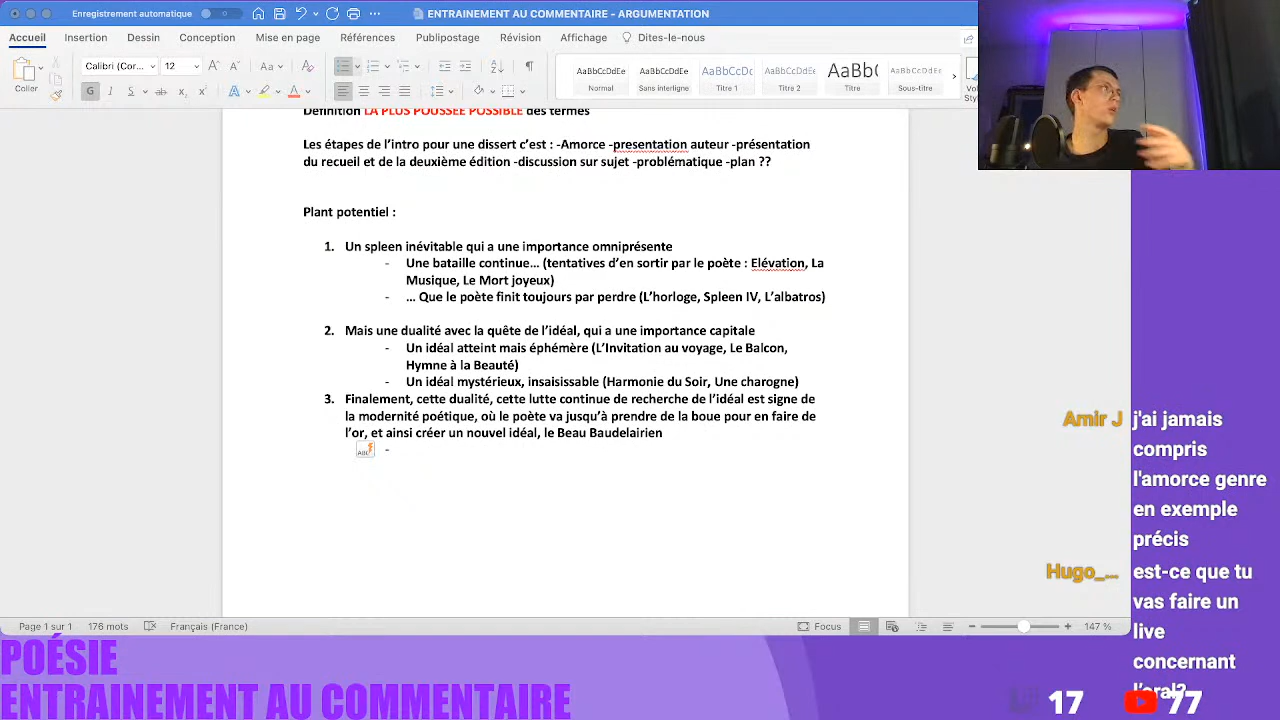 Enregistrement automatique
ENTRAINEMENT AU COMMENTAIRE - ARGUMENTATION
Accueil Insertion Dessin Conception Mise en page Références Publipostage Révision Affichage Dites-le-nous
Coller
Calibri (Cor... 12
AaBbCcDdEe Normal
AaBbCcDdEe Sans interligne
AaBbCcDc Titre 1
AaBbCcDdEe Titre 2
AaBb( Titre
AaBbCcDdEe Sous-titre
Définition LA PLUS POUSSEE POSSIBLE des termes
Les étapes de l'intro pour une dissert c'est : -Amorce -presentation auteur -présentation
du recueil et de la deuxième édition -discussion sur sujet -problématique -plan ??
Plant potentiel :
1. Un spleen inévitable qui a une importance omniprésente
- Une bataille continue… (tentatives d'en sortir par le poète : Elévation, La
Musique, Le Mort joyeux)
- … Que le poète finit toujours par perdre (L'horloge, Spleen IV, L'albatros)
2. Mais une dualité avec la quête de l'idéal, qui a une importance capitale
- Un idéal atteint mais éphémère (L'Invitation au voyage, Le Balcon,
Hymne à la Beauté)
- Un idéal mystérieux, insaisissable (Harmonie du Soir, Une charogne)
3. Finalement, cette dualité, cette lutte continue de recherche de l'idéal est signe de
la modernité poétique, où le poète va jusqu'à prendre de la boue pour en faire de
l'or, et ainsi créer un nouvel idéal, le Beau Baudelairien
-
Amir J j'ai jamais
compris
l'amorce genre
en exemple
précis
Hugo_... est-ce que tu
vas faire un
live
concernant
l'oral?
Page 1 sur 1 176 mots Français (France) Focus 147 %
POÉSIE
ENTRAINEMENT AU COMMENTAIRE
17 77